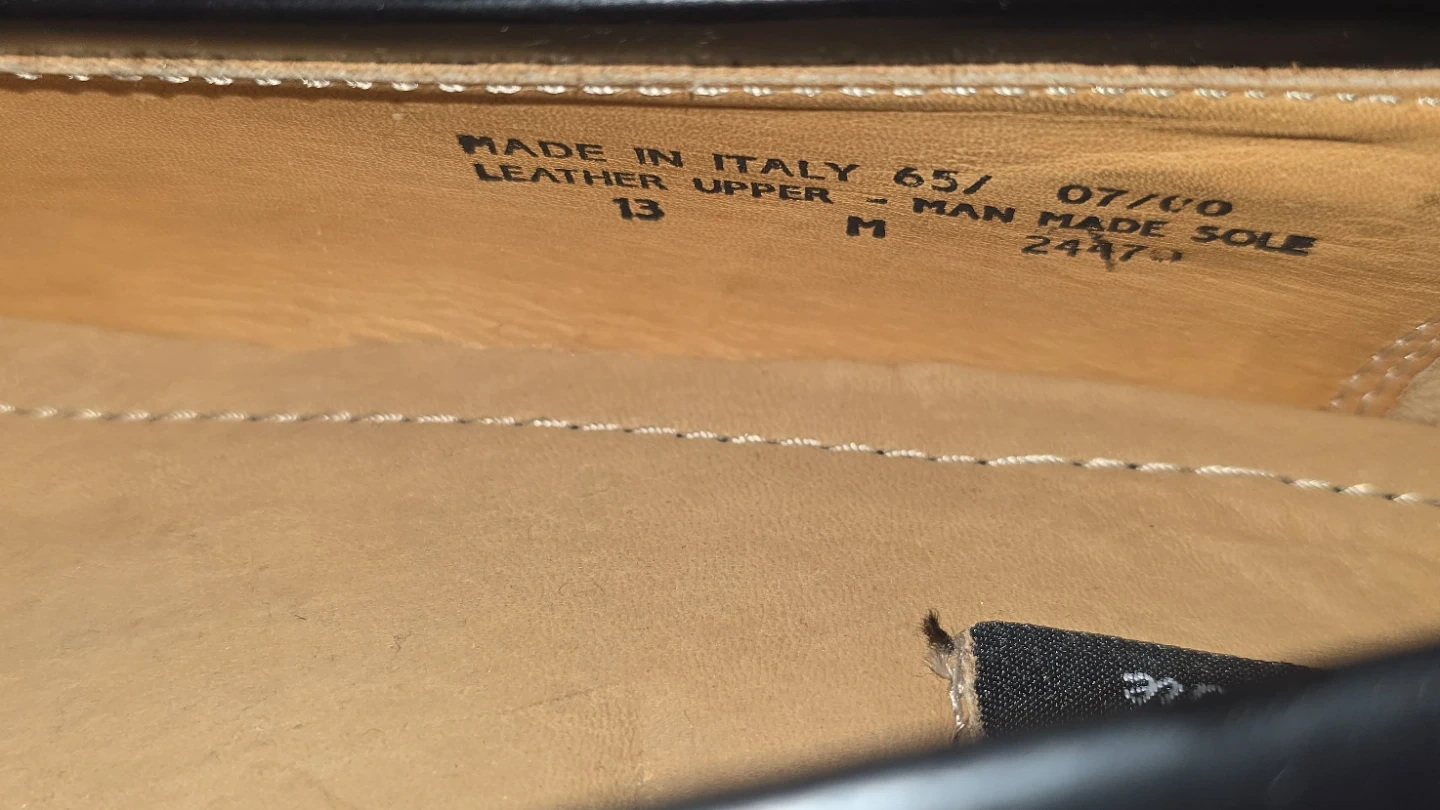 MADE IN ITALY 65/ 07/00
LEATHER UPPER - MAN MADE SOLE
13 M